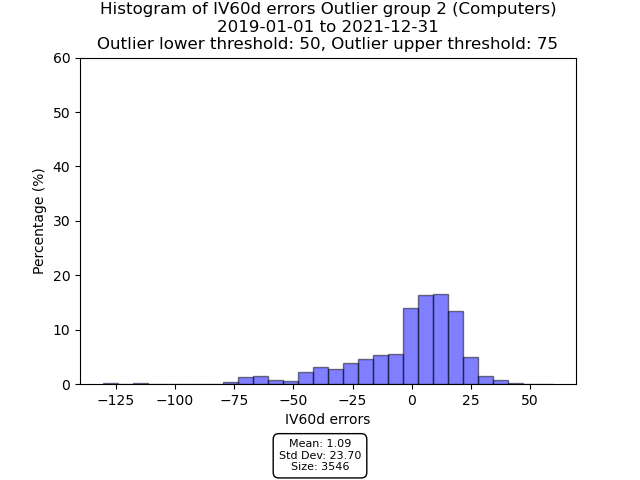 Histogram of IV60d errors Outlier group 2 (Computers)
2019-01-01 to 2021-12-31
Outlier lower threshold: 50, Outlier upper threshold: 75
60
50
40
30
20
10
0
Percentage (%)
−125 −100 −75 −50 −25 0 25 50
IV60d errors
Mean: 1.09
Std Dev: 23.70
Size: 3546